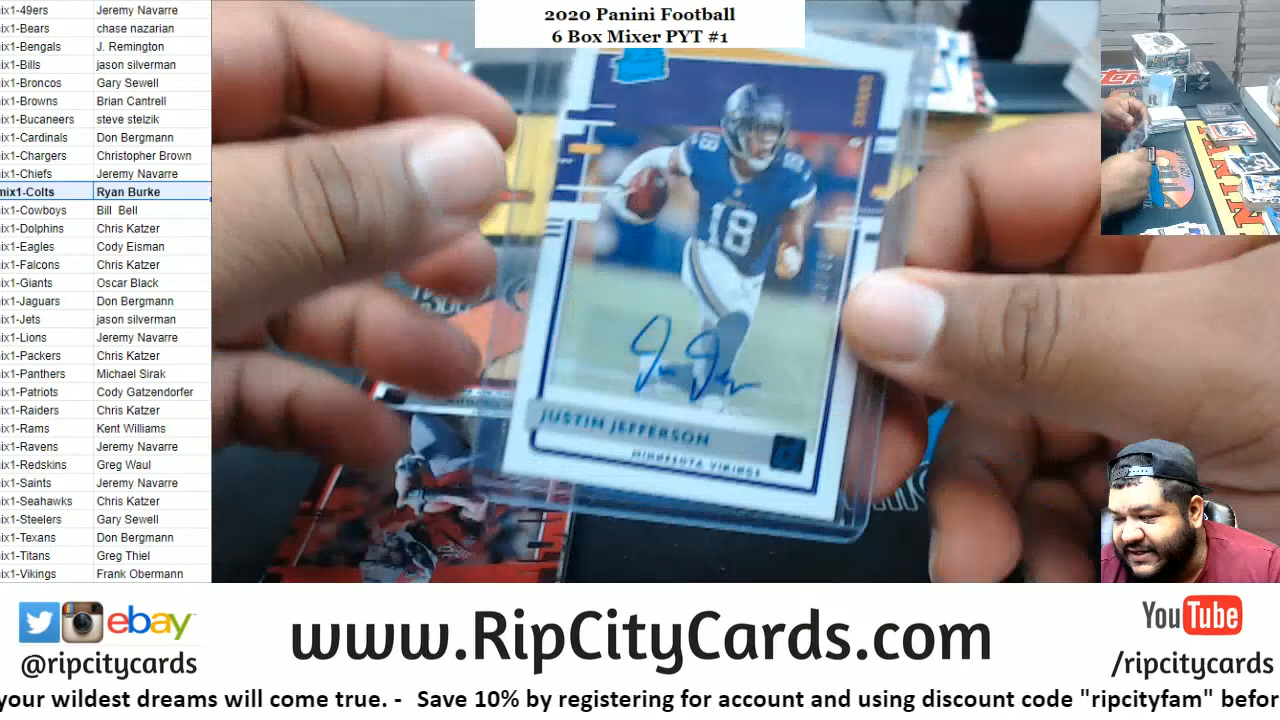 ix1-49ers Jeremy Navarre
ix1-Bears chase nazarian
ix1-Bengals J. Remington
ix1-Bills jason silverman
ix1-Broncos Gary Sewell
ix1-Browns Brian Cantrell
ix1-Bucaneers steve stelzik
ix1-Cardinals Don Bergmann
ix1-Chargers Christopher Brown
ix1-Chiefs Jeremy Navarre
mix1-Colts Ryan Burke
ix1-Cowboys Bill Bell
ix1-Dolphins Chris Katzer
ix1-Eagles Cody Eisman
ix1-Falcons Chris Katzer
ix1-Giants Oscar Black
ix1-Jaguars Don Bergmann
ix1-Jets jason silverman
ix1-Lions Jeremy Navarre
ix1-Packers Chris Katzer
ix1-Panthers Michael Sirak
ix1-Patriots Cody Gatzendorfer
ix1-Raiders Chris Katzer
ix1-Rams Kent Williams
ix1-Ravens Jeremy Navarre
ix1-Redskins Greg Waul
ix1-Saints Jeremy Navarre
ix1-Seahawks Chris Katzer
ix1-Steelers Gary Sewell
ix1-Texans Don Bergmann
ix1-Titans Greg Thiel
ix1-Vikings Frank Obermann
2020 Panini Football
6 Box Mixer PYT #1
18
JUSTIN JEFFERSON
MINNESOTA VIKINGS
ebay
@ripcitycards
www.RipCityCards.com
YouTube
/ripcitycards
your wildest dreams will come true. - Save 10% by registering for account and using discount code "ripcityfam" befor